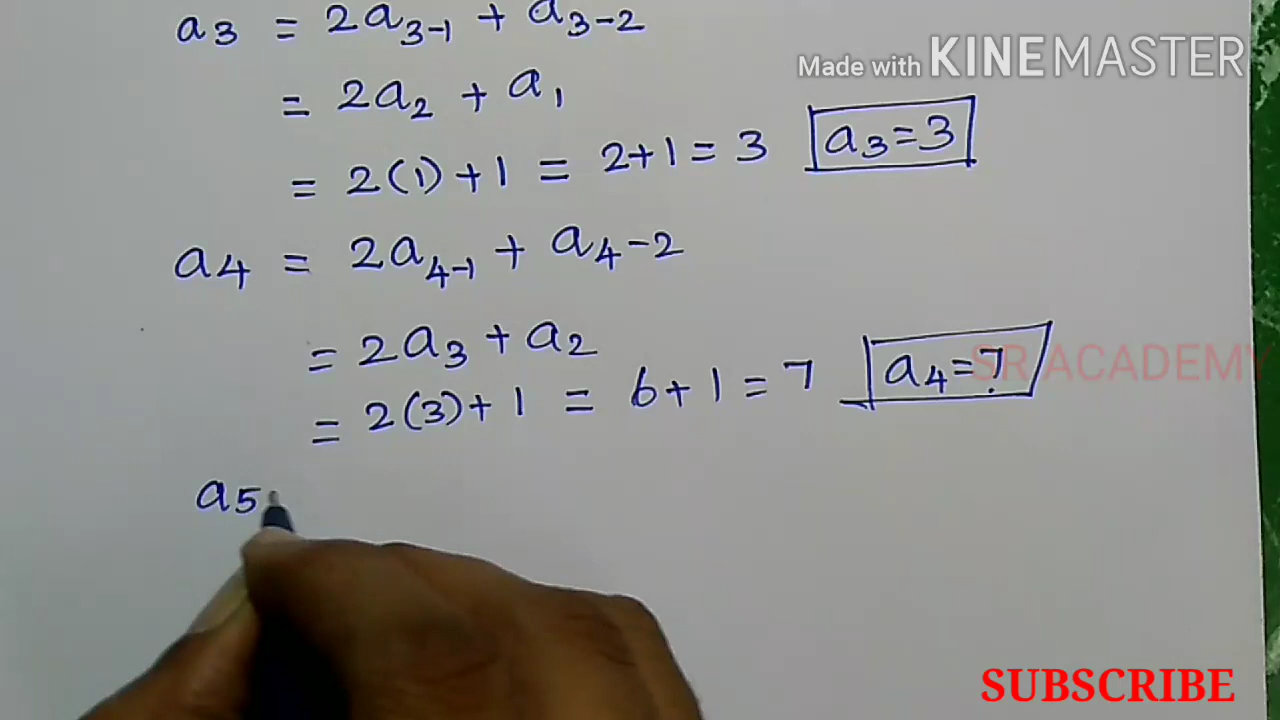 a₃ = 2a₃₋₁ + a₃₋₂
Made with KINEMASTER
= 2a₂ + a₁
= 2(1)+1 = 2+1 = 3 a₃=3
a₄ = 2a₄₋₁ + a₄₋₂
= 2a₃ + a₂
= 2(3)+1 = 6+1 = 7 a₄=7
SR ACADEMY
a₅
SUBSCRIBE